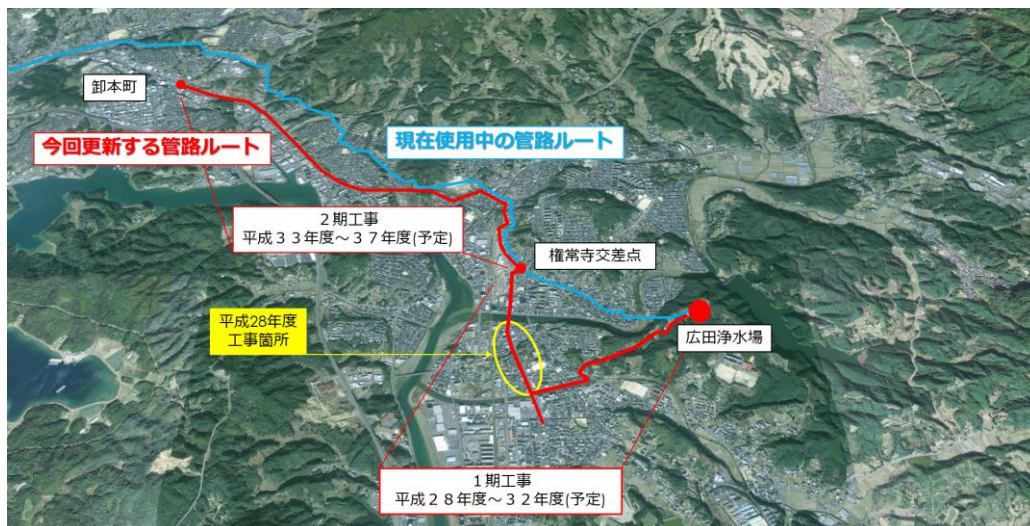 卸本町
今回更新する管路ルート
現在使用中の管路ルート
２期工事
平成３３年度～３７年度(予定)
権常寺交差点
平成28年度
工事箇所
広田浄水場
１期工事
平成２８年度～３２年度(予定)